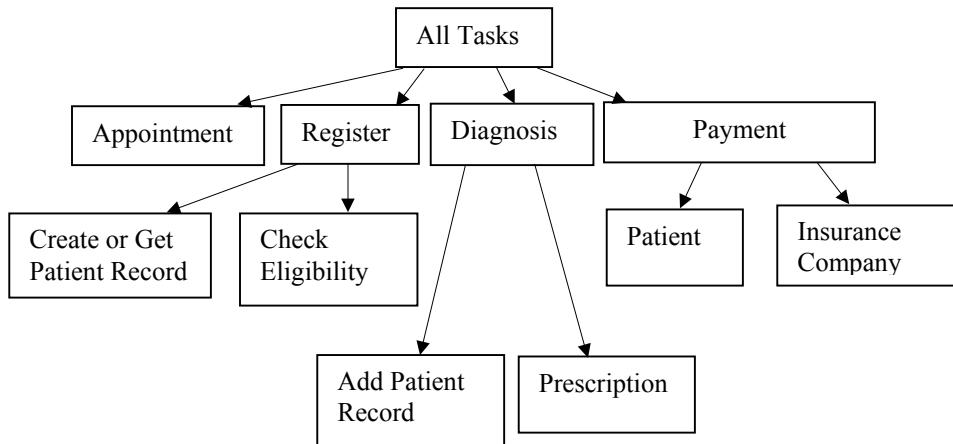 All Tasks
Appointment
Register
Diagnosis
Payment
Create or Get
Patient Record
Check
Eligibility
Patient
Insurance
Company
Add Patient
Record
Prescription